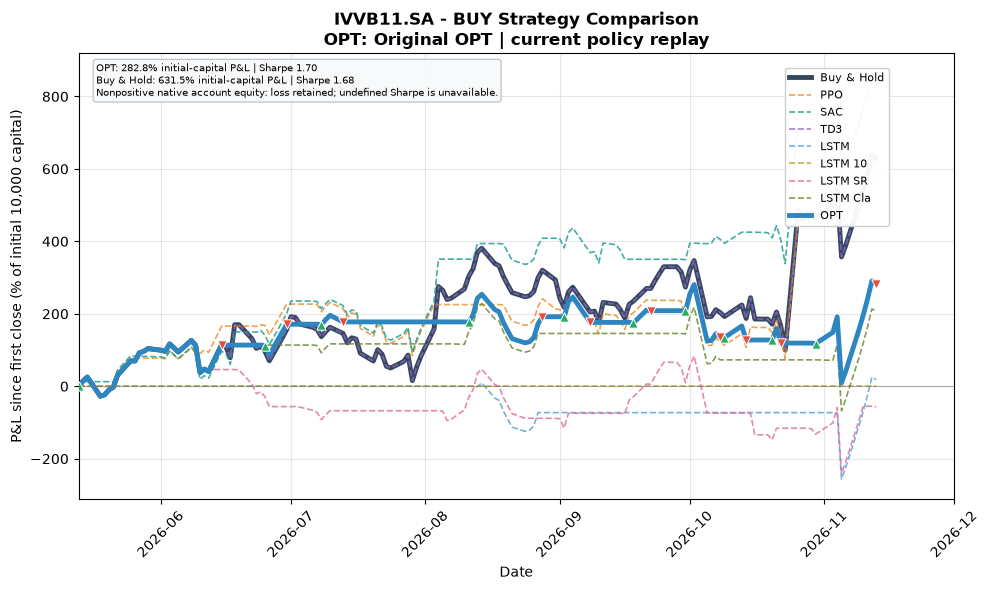 IVVB11.SA - BUY Strategy Comparison
OPT: Original OPT | current policy replay
OPT: 282.8% initial-capital P&L | Sharpe 1.70
Buy & Hold: 631.5% initial-capital P&L | Sharpe 1.68
Nonpositive native account equity: loss retained; undefined Sharpe is unavailable.
Buy & Hold
PPO
SAC
TD3
LSTM
LSTM 10
LSTM SR
LSTM Cla
OPT
P&L since first close (% of initial 10,000 capital)
800
600
400
200
0
−200
2026-06
2026-07
2026-08
2026-09
2026-10
2026-11
2026-12
Date